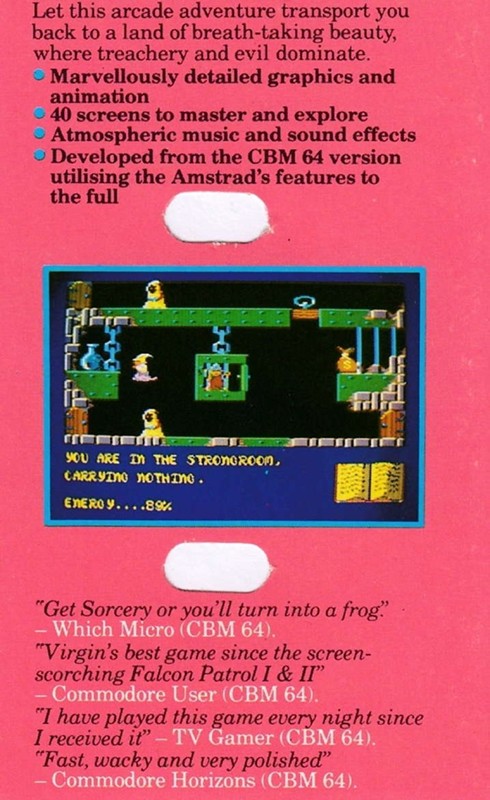 Let this arcade adventure transport you
back to a land of breath-taking beauty,
where treachery and evil dominate.
Marvellously detailed graphics and
animation
40 screens to master and explore
Atmospheric music and sound effects
Developed from the CBM 64 version
utilising the Amstrad's features to
the full
YOU ARE IN THE STRONGROOM,
CARRYING NOTHING.
ENERGY....89%
"Get Sorcery or you'll turn into a frog."
– Which Micro (CBM 64).
"Virgin's best game since the screen-
scorching Falcon Patrol I & II"
– Commodore User (CBM 64).
"I have played this game every night since
I received it" – TV Gamer (CBM 64).
"Fast, wacky and very polished"
– Commodore Horizons (CBM 64).